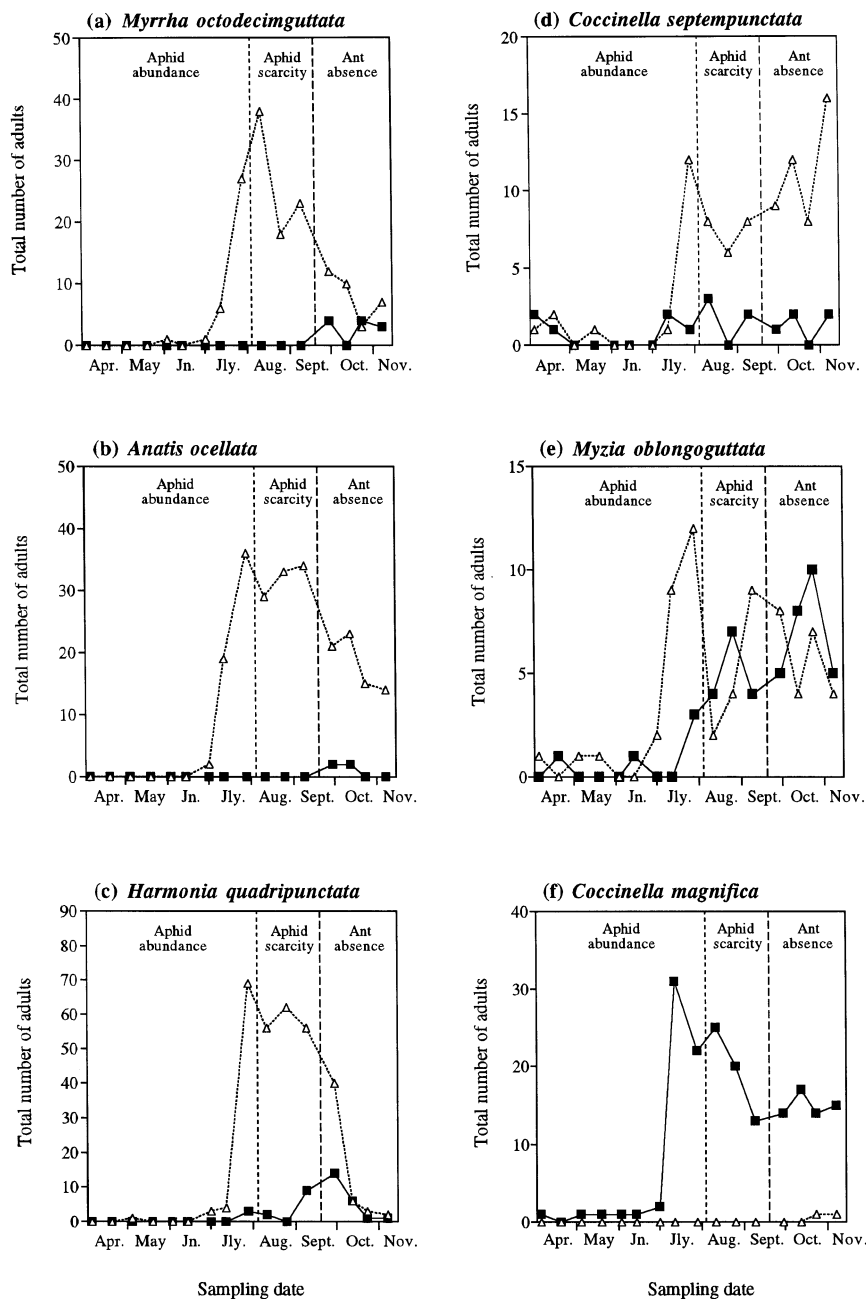 (a) Myrrha octodecimguttata
50
40
30
20
10
0
Total number of adults
Aphid
abundance
Aphid
scarcity
Ant
absence
Apr. May Jn. Jly. Aug. Sept. Oct. Nov.
(b) Anatis ocellata
50
40
30
20
10
0
Total number of adults
Aphid
abundance
Aphid
scarcity
Ant
absence
Apr. May Jn. Jly. Aug. Sept. Oct. Nov.
(c) Harmonia quadripunctata
90
80
70
60
50
40
30
20
10
0
Total number of adults
Aphid
abundance
Aphid
scarcity
Ant
absence
Apr. May Jn. Jly. Aug. Sept. Oct. Nov.
Sampling date
(d) Coccinella septempunctata
20
15
10
5
0
Total number of adults
Aphid
abundance
Aphid
scarcity
Ant
absence
Apr. May Jn. Jly. Aug. Sept. Oct. Nov.
(e) Myzia oblongoguttata
15
10
5
0
Total number of adults
Aphid
abundance
Aphid
scarcity
Ant
absence
Apr. May Jn. Jly. Aug. Sept. Oct. Nov.
(f) Coccinella magnifica
40
30
20
10
0
Total number of adults
Aphid
abundance
Aphid
scarcity
Ant
absence
Apr. May Jn. Jly. Aug. Sept. Oct. Nov.
Sampling date